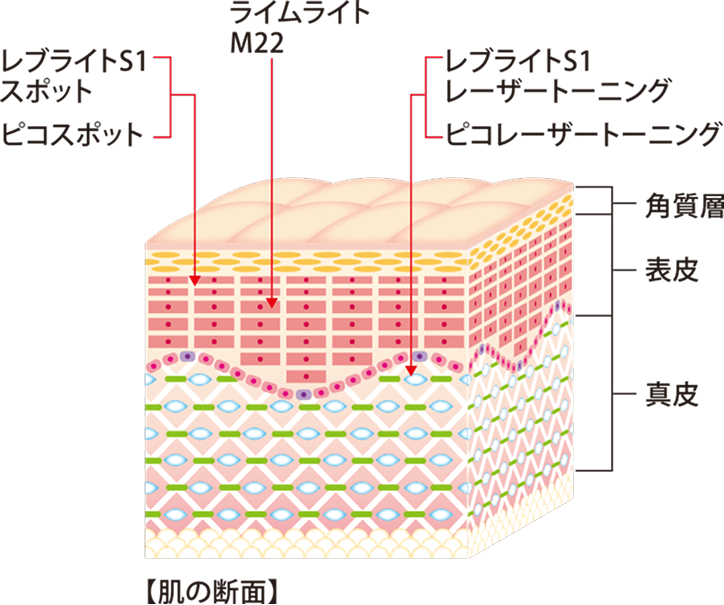 ライムライト
M22
レブライトS1
スポット
ピコスポット
レブライトS1
レーザートーニング
ピコレーザートーニング
角質層
表皮
真皮
【肌の断面】